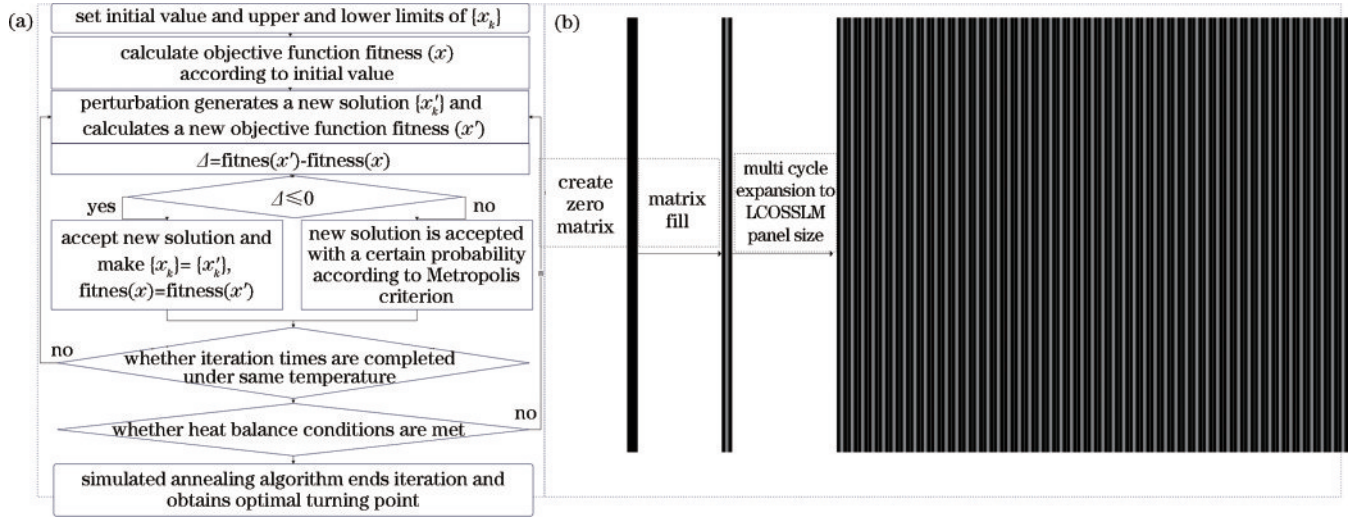 (a)
set initial value and upper and lower limits of {xₖ}
calculate objective function fitness (x)
according to initial value
perturbation generates a new solution {xₖ′} and
calculates a new objective function fitness (x′)
Δ=fitnes(x′)-fitness(x)
Δ≤0
yes
no
accept new solution and
make {xₖ}= {xₖ′},
fitnes(x)=fitness(x′)
new solution is accepted
with a certain probability
according to Metropolis
criterion
no
whether iteration times are completed
under same temperature
no
whether heat balance conditions are met
simulated annealing algorithm ends iteration and
obtains optimal turning point
(b)
create
zero
matrix
matrix
fill
multi cycle
expansion to
LCOSSLM
panel size